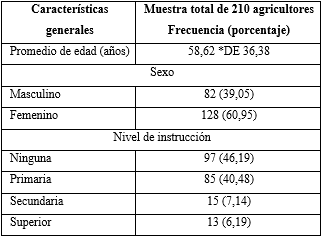 Características generales Muestra total de 210 agricultores Frecuencia (porcentaje)
Promedio de edad (años) 58,62 *DE 36,38
Sexo
Masculino 82 (39,05)
Femenino 128 (60,95)
Nivel de instrucción
Ninguna 97 (46,19)
Primaria 85 (40,48)
Secundaria 15 (7,14)
Superior 13 (6,19)